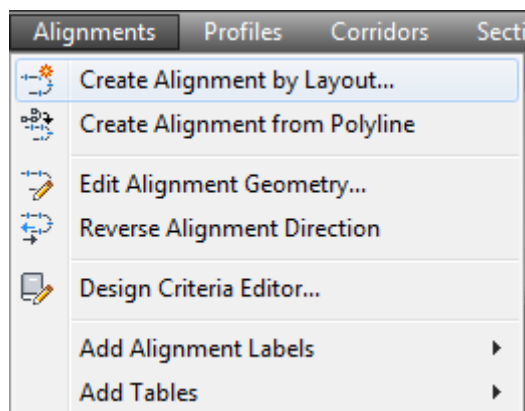 Alignments Profiles Corridors Secti
Create Alignment by Layout...
Create Alignment from Polyline
Edit Alignment Geometry...
Reverse Alignment Direction
Design Criteria Editor...
Add Alignment Labels
Add Tables